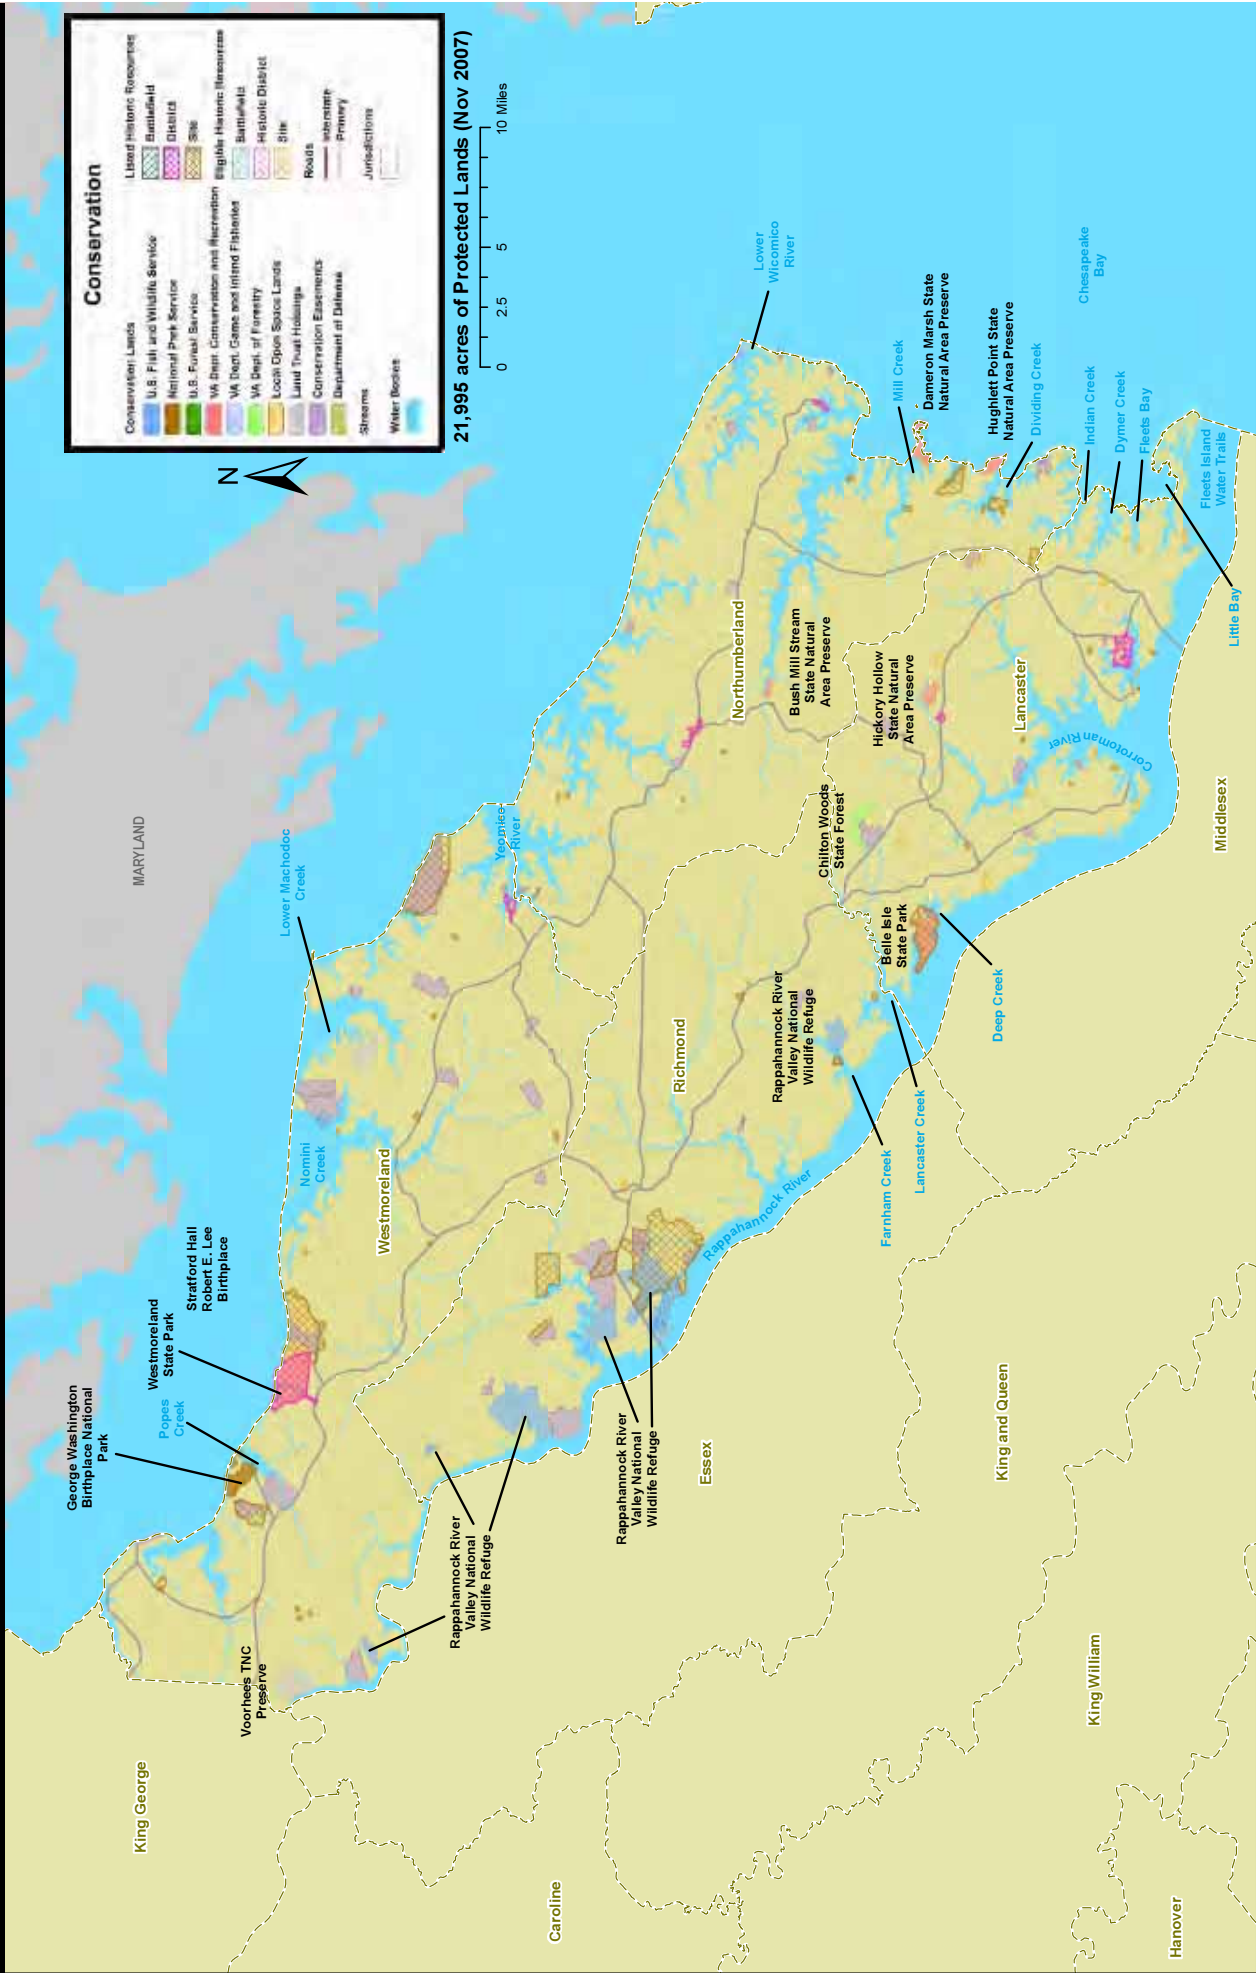 Conservation
Conservation Lands
U.S. Fish and Wildlife Service
National Park Service
U.S. Forest Service
VA Dept. Conservation and Recreation
VA Dept. Game and Inland Fisheries
VA Dept. of Forestry
Local Open Space Lands
Land Trust Holdings
Conservation Easements
Department of Defense
Streams
Water Bodies
Listed Historic Resources
Battlefield
District
Site
Eligible Historic Resources
Battlefield
Historic District
Site
Roads
Interstate
Primary
Jurisdictions
21,995 acres of Protected Lands (Nov 2007)
0 2.5 5 10 Miles
N
MARYLAND
King George
Voorhees TNC
Preserve
George Washington
Birthplace National
Park
Popes
Creek
Westmoreland
State Park
Stratford Hall
Robert E. Lee
Birthplace
Nomini
Creek
Lower Machodoc
Creek
Westmoreland
Yeomico
River
Rappahannock River
Valley National
Wildlife Refuge
Rappahannock River
Valley National
Wildlife Refuge
Rappahannock River
Richmond
Rappahannock River
Valley National
Wildlife Refuge
Northumberland
Bush Mill Stream
State Natural
Area Preserve
Lower
Wicomico
River
Chilton Woods
State Forest
Hickory Hollow
State Natural
Area Preserve
Mill Creek
Dameron Marsh State
Natural Area Preserve
Hughlett Point State
Natural Area Preserve
Dividing Creek
Chesapeake
Bay
Indian Creek
Dymer Creek
Fleets Bay
Fleets Island
Water Trails
Little Bay
Belle Isle
State Park
Lancaster
Corrotoman River
Farnham Creek
Lancaster Creek
Deep Creek
Caroline
Essex
King and Queen
Middlesex
King William
Hanover